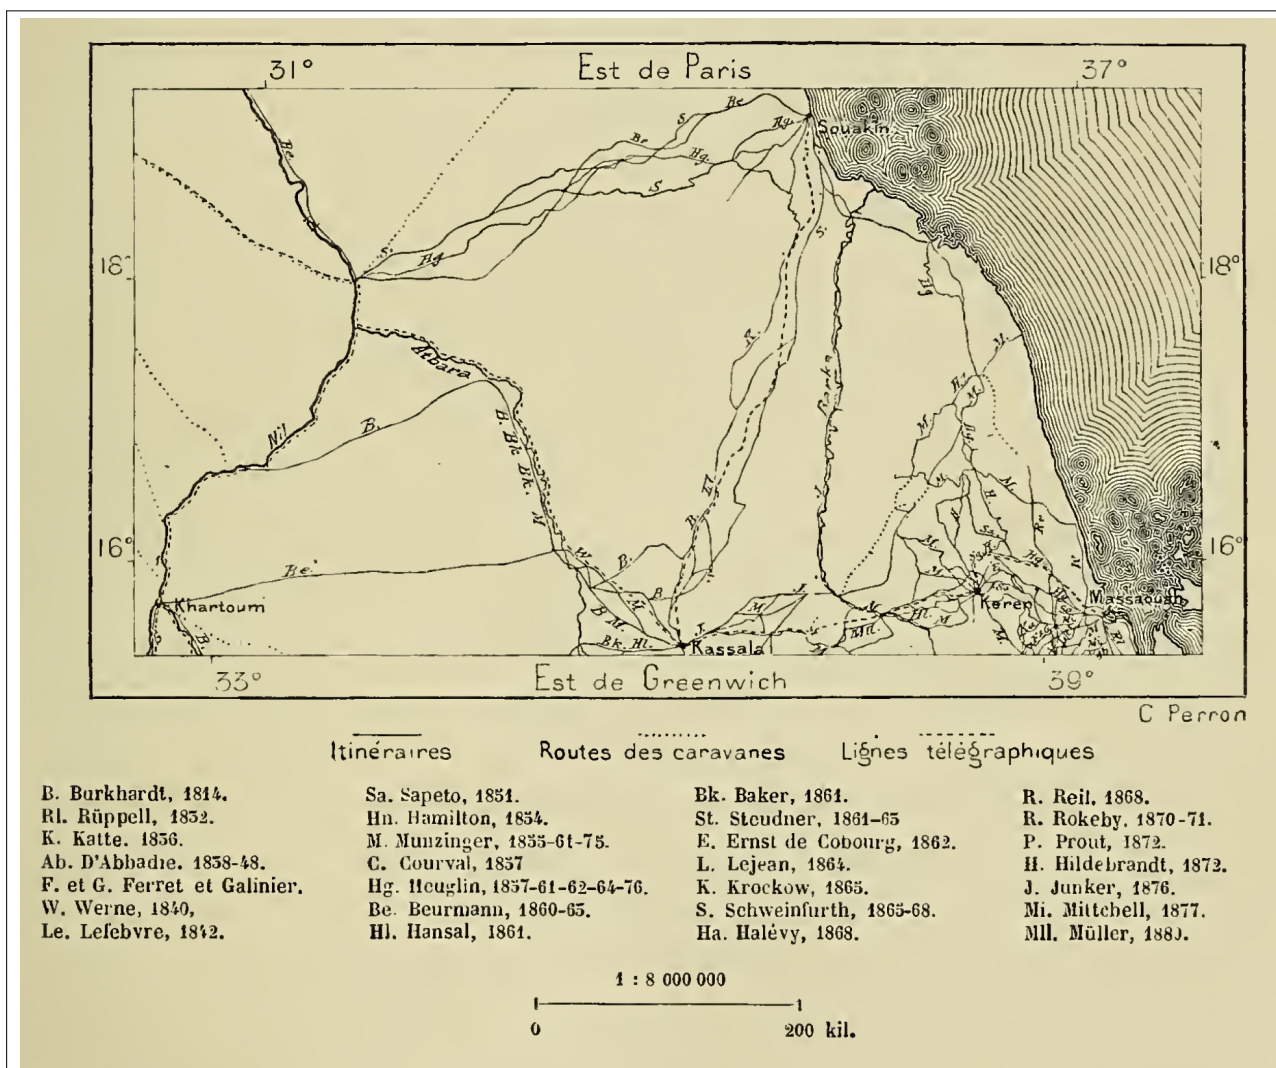 31° Est de Paris 37°
Souakin
18° 18°
Atbara
Nil
Barka
16° 16°
Khartoum
Keren
Massaouah
Kassala
33° Est de Greenwich 39°
C Perron
Itinéraires Routes des caravanes Lignes télégraphiques
B. Burkhardt, 1814.
Rl. Rüppell, 1832.
K. Katte. 1836.
Ab. D'Abbadie. 1838-48.
F. et G. Ferret et Galinier.
W. Werne, 1840,
Le. Lefebvre, 1842.
Sa. Sapeto, 1851.
Hn. Hamilton, 1854.
M. Munzinger, 1855-61-75.
C. Courval, 1857
Hg. Heuglin, 1857-61-62-64-76.
Be. Beurmann, 1860-63.
Hl. Hansal, 1861.
Bk. Baker, 1861.
St. Steudner, 1861-63
E. Ernst de Cobourg, 1862.
L. Lejean, 1864.
K. Krockow, 1865.
S. Schweinfurth, 1865-68.
Ha. Halévy, 1868.
R. Reil, 1868.
R. Rokeby, 1870-71.
P. Prout, 1872.
H. Hildebrandt, 1872.
J. Junker, 1876.
Mi. Mittchell, 1877.
Mll. Müller, 1880.
1 : 8 000 000
0 200 kil.